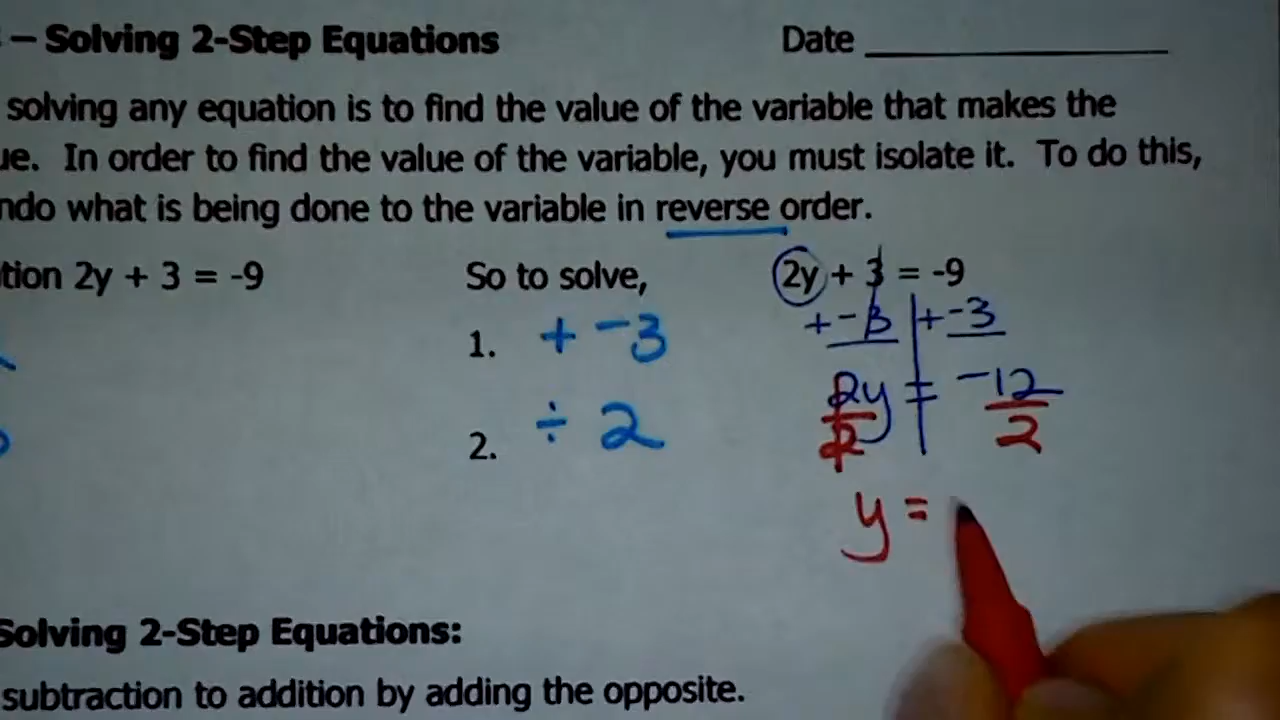 – Solving 2-Step Equations Date
solving any equation is to find the value of the variable that makes the
In order to find the value of the variable, you must isolate it. To do this,
what is being done to the variable in reverse order.
2y + 3 = -9 So to solve, 2y + 3 = -9
1. + -3 + -3 + -3
2y = -12
2. ÷ 2 2 2
y =
Solving 2-Step Equations:
subtraction to addition by adding the opposite.